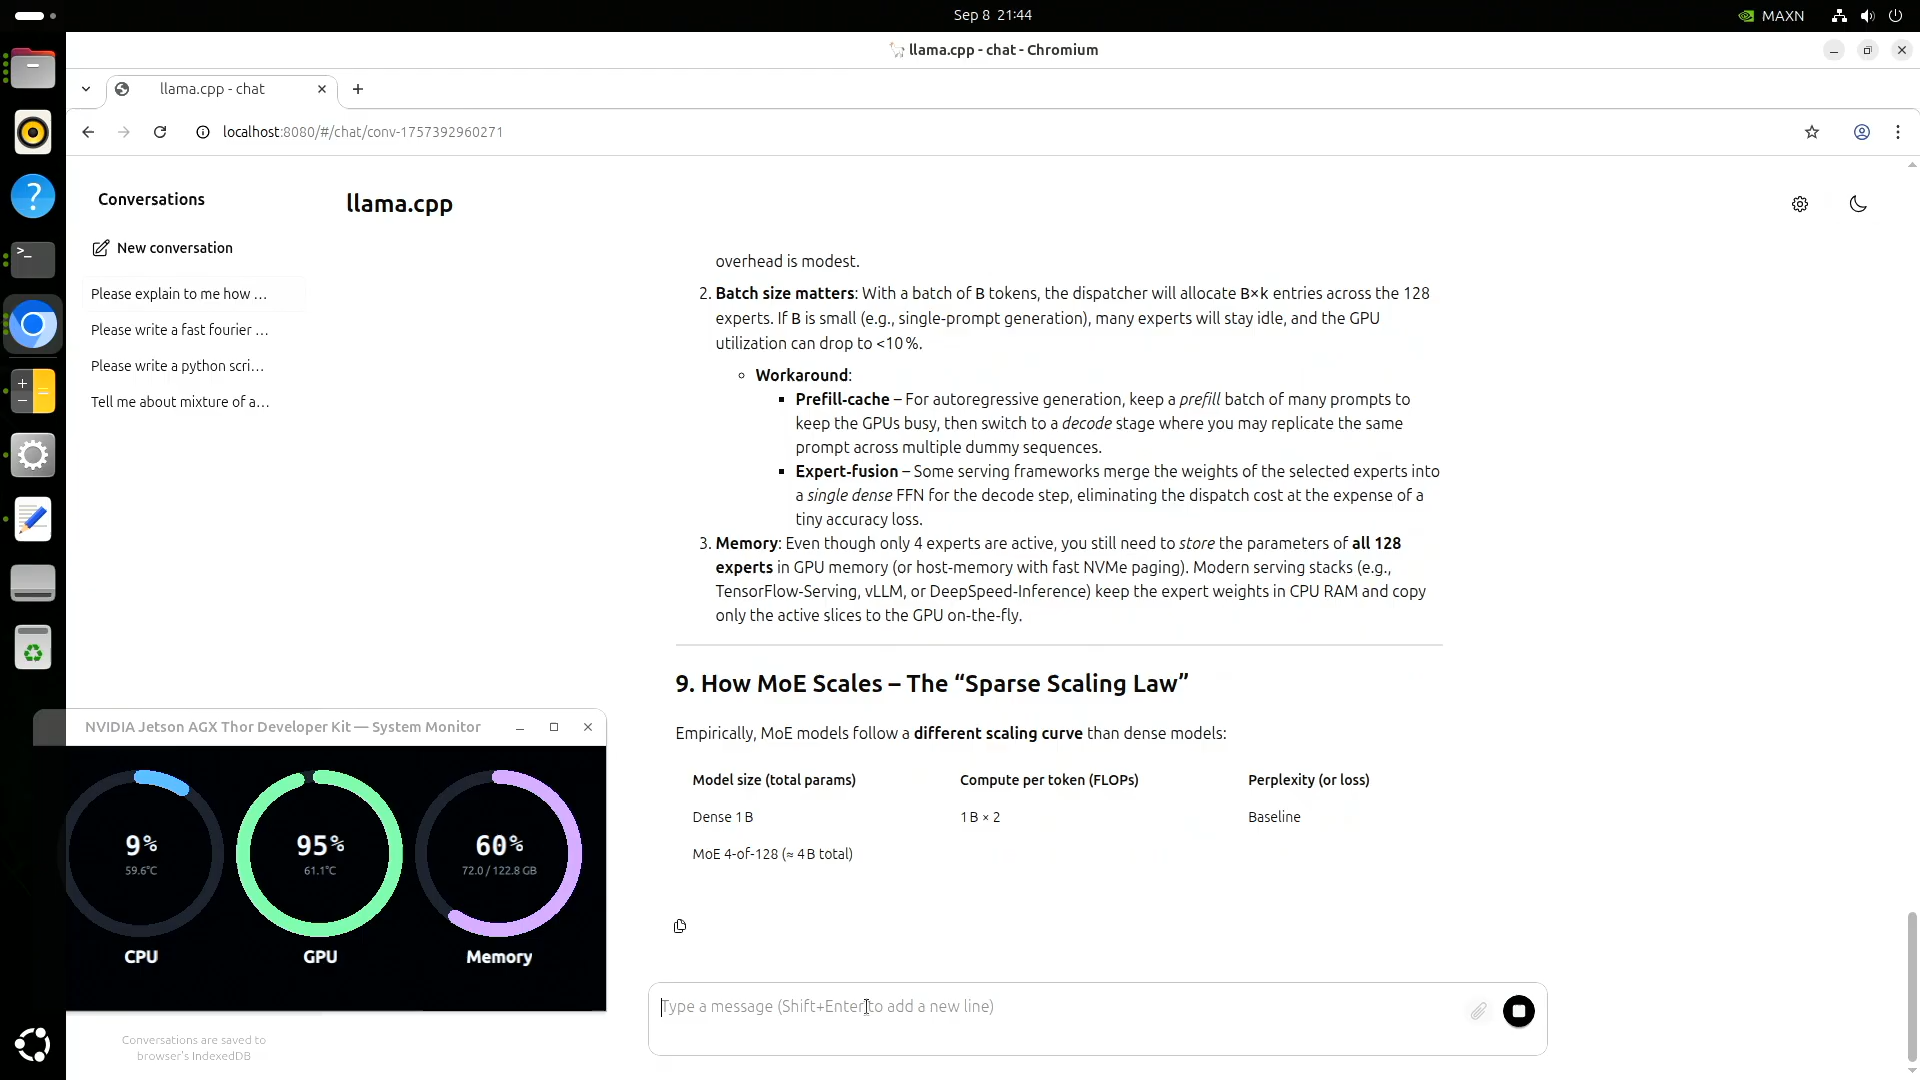 Sep 8 21:44
MAXN
llama.cpp - chat - Chromium
llama.cpp - chat
localhost:8080/#/chat/conv-1757392960271
Conversations
New conversation
Please explain to me how …
Please write a fast fourier …
Please write a python scri…
Tell me about mixture of a…
llama.cpp
overhead is modest.
2. Batch size matters: With a batch of B tokens, the dispatcher will allocate B×k entries across the 128
experts. If B is small (e.g., single-prompt generation), many experts will stay idle, and the GPU
utilization can drop to <10 %.
Workaround:
Prefill-cache – For autoregressive generation, keep a prefill batch of many prompts to
keep the GPUs busy, then switch to a decode stage where you may replicate the same
prompt across multiple dummy sequences.
Expert-fusion – Some serving frameworks merge the weights of the selected experts into
a single dense FFN for the decode step, eliminating the dispatch cost at the expense of a
tiny accuracy loss.
3. Memory: Even though only 4 experts are active, you still need to store the parameters of all 128
experts in GPU memory (or host-memory with fast NVMe paging). Modern serving stacks (e.g.,
TensorFlow-Serving, vLLM, or DeepSpeed-Inference) keep the expert weights in CPU RAM and copy
only the active slices to the GPU on-the-fly.
9. How MoE Scales – The “Sparse Scaling Law”
Empirically, MoE models follow a different scaling curve than dense models:
Model size (total params) Compute per token (FLOPs) Perplexity (or loss)
Dense 1 B 1 B × 2 Baseline
MoE 4-of-128 (≈ 4 B total)
Type a message (Shift+Enter to add a new line)
NVIDIA Jetson AGX Thor Developer Kit — System Monitor
9% 95% 60%
59.6°C 61.1°C 72.0 / 122.8 GB
CPU GPU Memory
Conversations are saved to
browser's IndexedDB